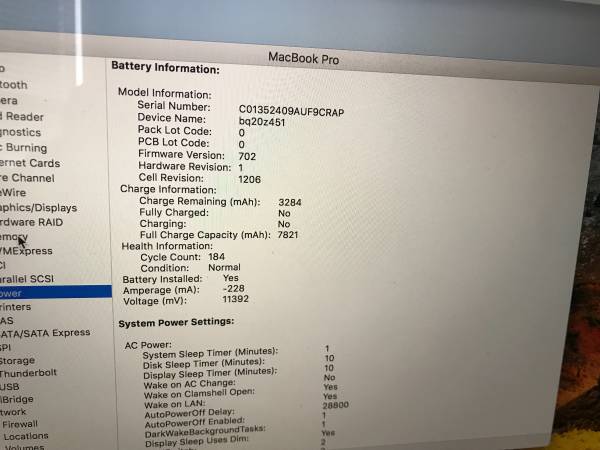 MacBook Pro
Battery Information:
Model Information:
Serial Number: C01352409AUF9CRAP
Device Name: bq20z451
Pack Lot Code: 0
PCB Lot Code: 0
Firmware Version: 702
Hardware Revision: 1
Cell Revision: 1206
Charge Information:
Charge Remaining (mAh): 3284
Fully Charged: No
Charging: No
Full Charge Capacity (mAh): 7821
Health Information:
Cycle Count: 184
Condition: Normal
Battery Installed: Yes
Amperage (mA): -228
Voltage (mV): 11392
System Power Settings:
AC Power:
System Sleep Timer (Minutes): 1
Disk Sleep Timer (Minutes): 10
Display Sleep Timer (Minutes): 10
Wake on AC Change: No
Wake on Clamshell Open: Yes
Wake on LAN: Yes
AutoPowerOff Delay: 28800
AutoPowerOff Enabled: 1
DarkWakeBackgroundTasks: 1
Display Sleep Uses Dim: Yes
2
o
tooth
era
d Reader
gnostics
c Burning
ernet Cards
re Channel
eWire
aphics/Displays
rdware RAID
emory
VMExpress
CI
arallel SCSI
ower
rinters
AS
ATA/SATA Express
SPI
Storage
Thunderbolt
USB
iBridge
twork
Firewall
Locations
Volumes